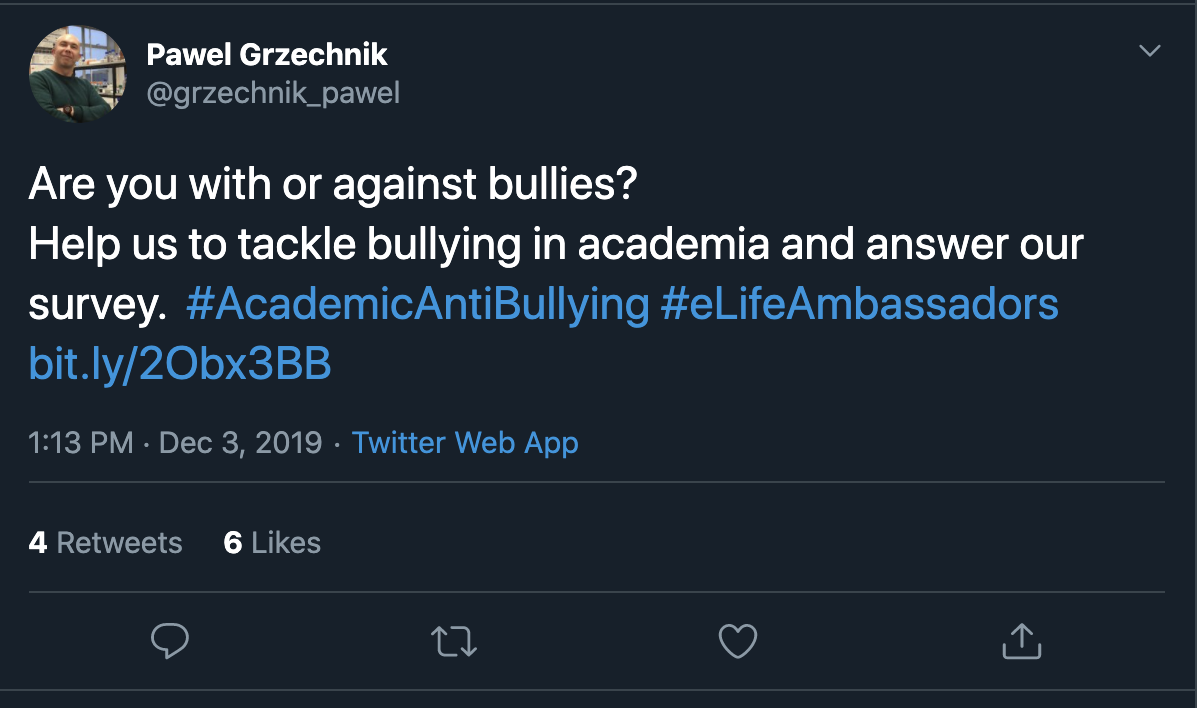 Pawel Grzechnik
@grzechnik_pawel
Are you with or against bullies?
Help us to tackle bullying in academia and answer our
survey.  #AcademicAntiBullying #eLifeAmbassadors
bit.ly/2Obx3BB
1:13 PM · Dec 3, 2019 · Twitter Web App
4 Retweets 6 Likes